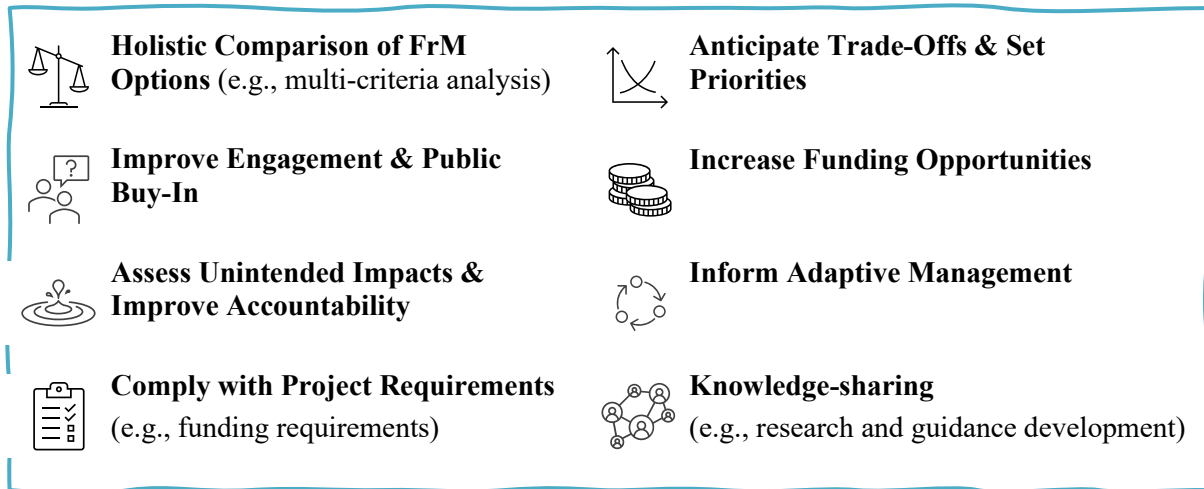 Holistic Comparison of FrM
Options (e.g., multi-criteria analysis)
Anticipate Trade-Offs & Set
Priorities
?
Improve Engagement & Public
Buy-In
Increase Funding Opportunities
Assess Unintended Impacts &
Improve Accountability
Inform Adaptive Management
Comply with Project Requirements
(e.g., funding requirements)
Knowledge-sharing
(e.g., research and guidance development)